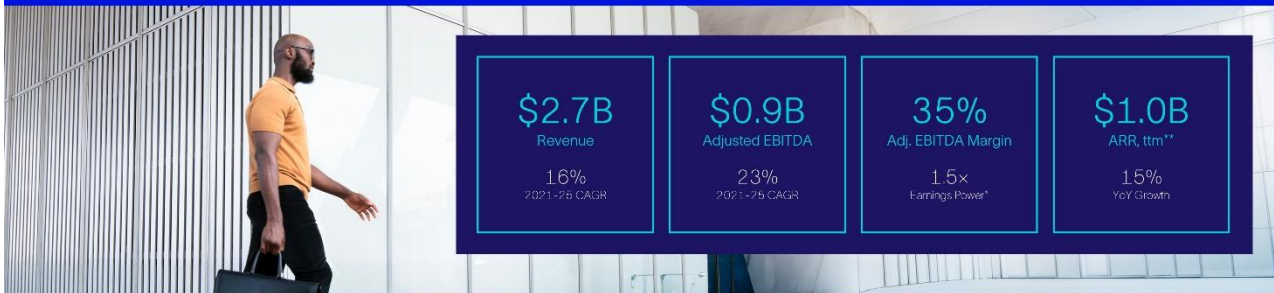 $2.7B
Revenue
16%
2021-25 CAGR
$0.9B
Adjusted EBITDA
23%
2021-25 CAGR
35%
Adj. EBITDA Margin
1.5×
Earnings Power*
$1.0B
ARR, ttm**
15%
YoY Growth